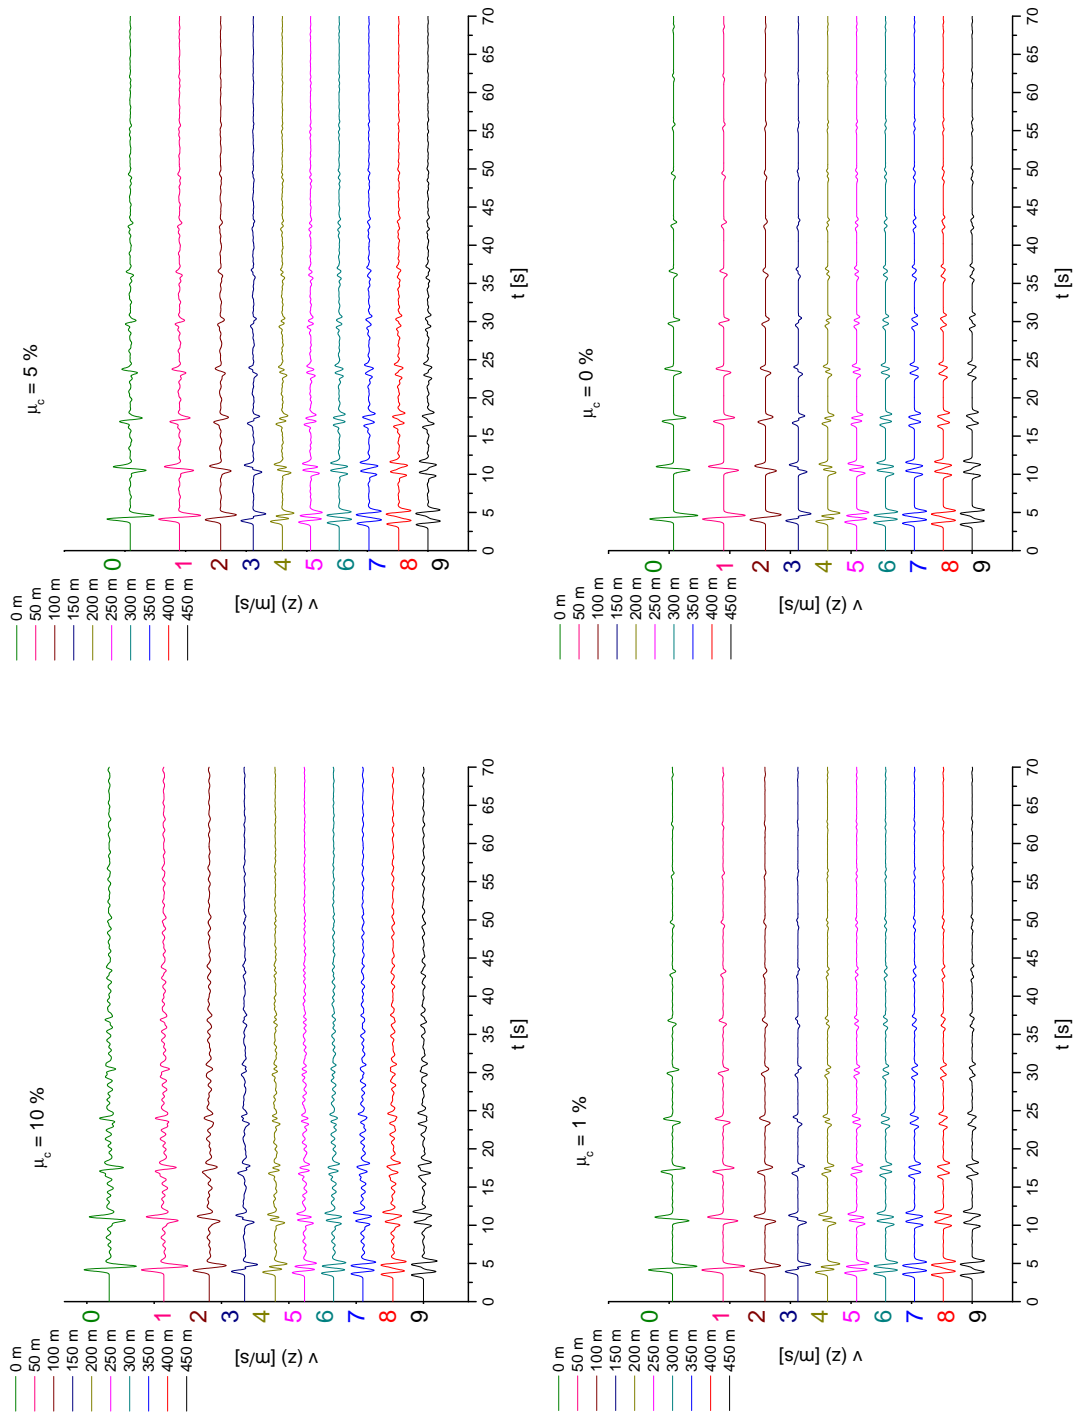 μc = 10 %
0 m
50 m
100 m
150 m
200 m
250 m
300 m
350 m
400 m
450 m
v (z) [m/s]
0
1
2
3
4
5
6
7
8
9
0 5 10 15 20 25 30 35 40 45 50 55 60 65 70
t [s]
μc = 5 %
0 m
50 m
100 m
150 m
200 m
250 m
300 m
350 m
400 m
450 m
v (z) [m/s]
0
1
2
3
4
5
6
7
8
9
0 5 10 15 20 25 30 35 40 45 50 55 60 65 70
t [s]
μc = 1 %
0 m
50 m
100 m
150 m
200 m
250 m
300 m
350 m
400 m
450 m
v (z) [m/s]
0
1
2
3
4
5
6
7
8
9
0 5 10 15 20 25 30 35 40 45 50 55 60 65 70
t [s]
μc = 0 %
0 m
50 m
100 m
150 m
200 m
250 m
300 m
350 m
400 m
450 m
v (z) [m/s]
0
1
2
3
4
5
6
7
8
9
0 5 10 15 20 25 30 35 40 45 50 55 60 65 70
t [s]